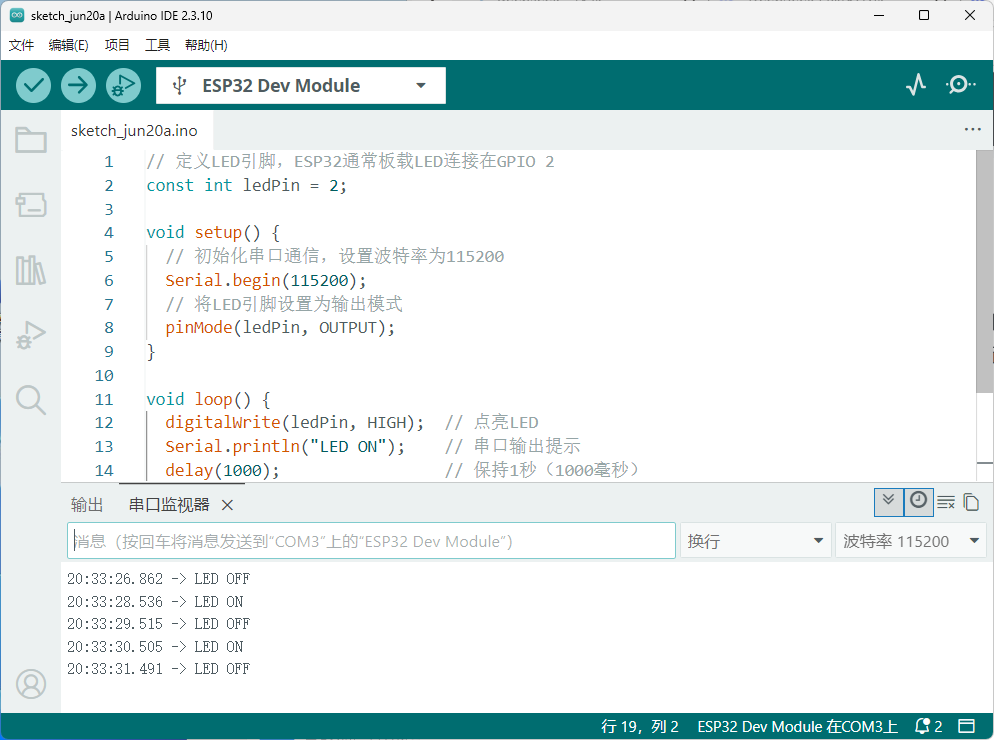 sketch_jun20a | Arduino IDE 2.3.10
文件 编辑(E) 项目 工具 帮助(H)
ESP32 Dev Module
sketch_jun20a.ino
1 // 定义LED引脚，ESP32通常板载LED连接在GPIO 2
2 const int ledPin = 2;
3
4 void setup() {
5 // 初始化串口通信，设置波特率为115200
6 Serial.begin(115200);
7 // 将LED引脚设置为输出模式
8 pinMode(ledPin, OUTPUT);
9 }
10
11 void loop() {
12 digitalWrite(ledPin, HIGH); // 点亮LED
13 Serial.println("LED ON"); // 串口输出提示
14 delay(1000); // 保持1秒（1000毫秒）
输出 串口监视器
消息（按回车将消息发送到“COM3”上的“ESP32 Dev Module”） 换行 波特率 115200
20:33:26.862 -> LED OFF
20:33:28.536 -> LED ON
20:33:29.515 -> LED OFF
20:33:30.505 -> LED ON
20:33:31.491 -> LED OFF
行 19，列 2 ESP32 Dev Module 在COM3上 2